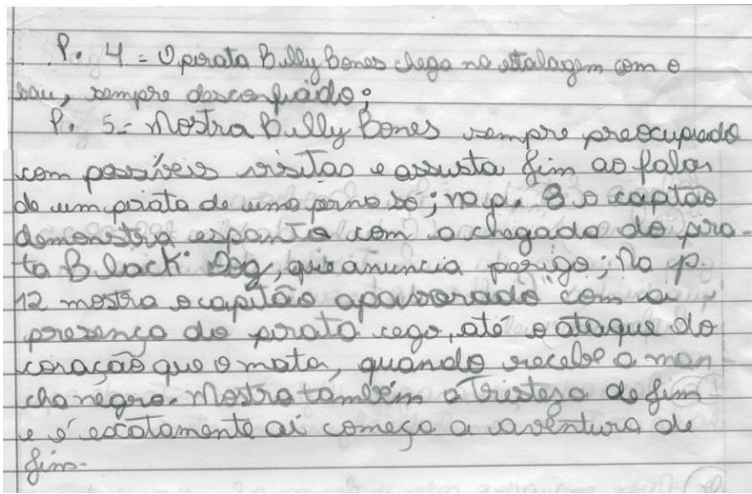 P. 4 - O pirata Billy Bones chega na estalagem com o
bau, sempre desconfiado;
P. 5 - Mostra Billy Bones sempre preocupado
com possíveis visitas e assusta Jim ao falar
de um pirata de uma perna só; na p. 8 o capitão
demonstra espanto com a chegada do pira-
ta Black Dog, que anuncia perigo; Na p.
12 mostra o capitão apavorado com a
presença do pirata cego, até o ataque do
coração que o mata, quando recebe a man
cha negra. Mostra também a tristeza de Jim
e é exatamente aí começa a aventura de
Jim.